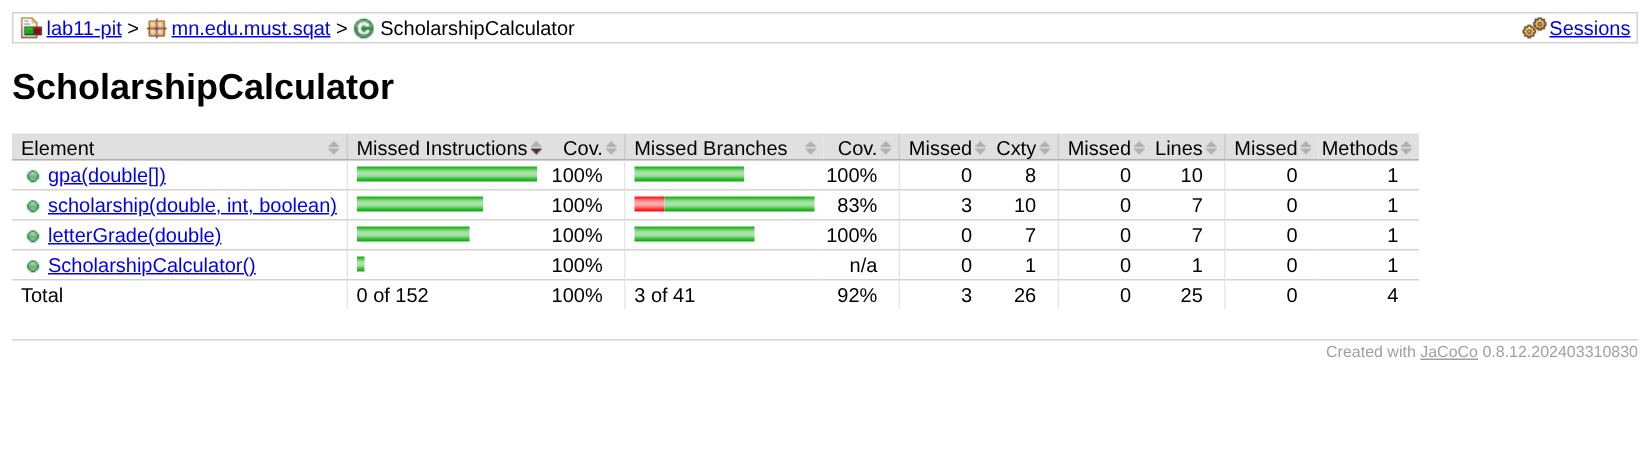 lab11-pit > mn.edu.must.sqat > ScholarshipCalculator Sessions
ScholarshipCalculator
Element Missed Instructions Cov. Missed Branches Cov. Missed Cxty Missed Lines Missed Methods
gpa(double[]) 100% 100% 0 8 0 10 0 1
scholarship(double, int, boolean) 100% 83% 3 10 0 7 0 1
letterGrade(double) 100% 100% 0 7 0 7 0 1
ScholarshipCalculator() 100% n/a 0 1 0 1 0 1
Total 0 of 152 100% 3 of 41 92% 3 26 0 25 0 4
Created with JaCoCo 0.8.12.202403310830